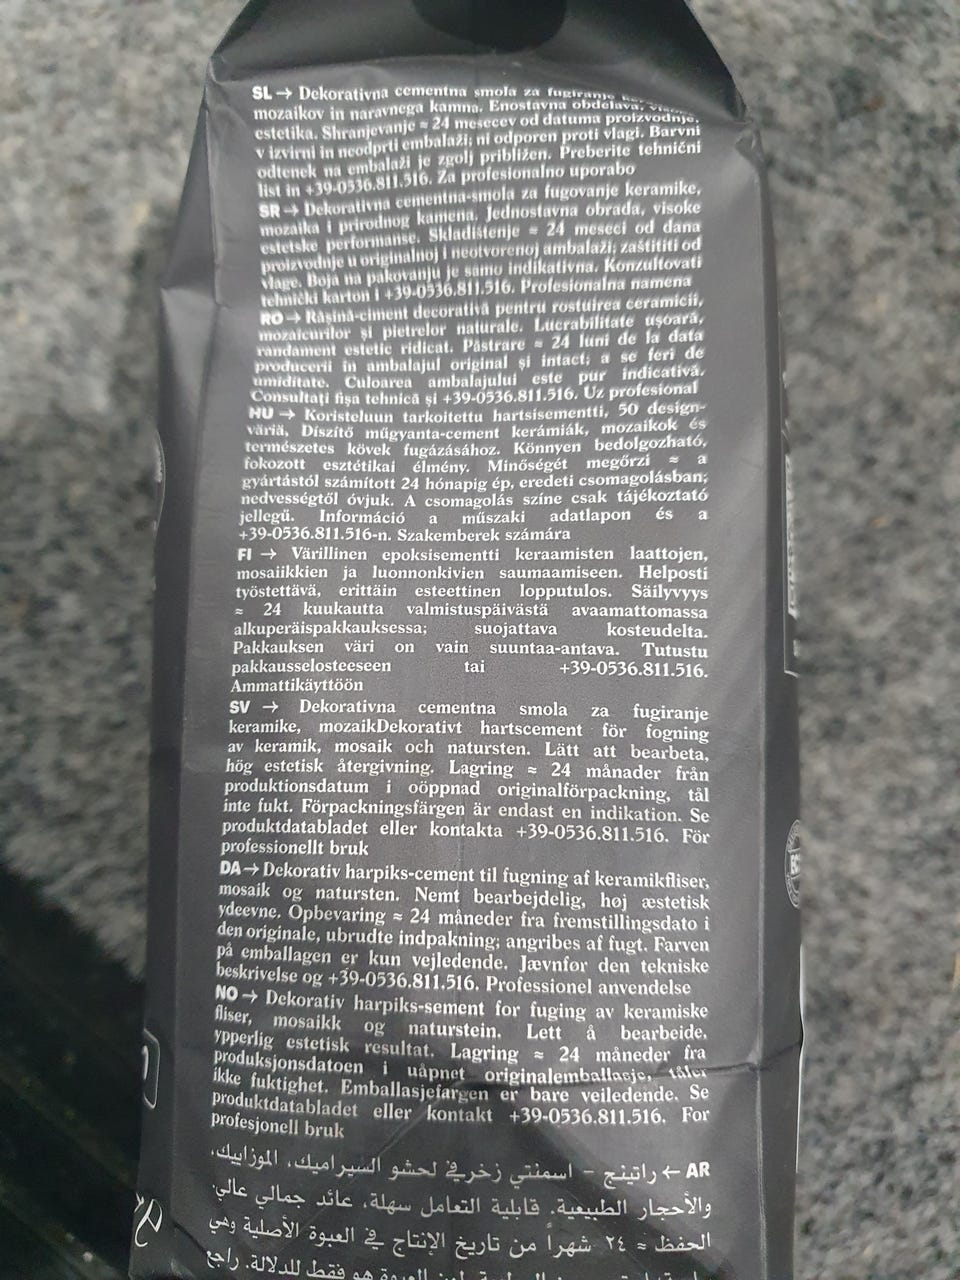 SL → Dekorativna cementna smola za fugiranje
mozaikov in naravnega kamna. Enostavna obdelava,
estetika. Shranjevanje ≈ 24 mesecev od datuma proizvodnje,
v izvirni in neodprti embalaži; ni odporen proti vlagi. Barvni
odtenek na embalaži je zgolj približen. Preberite tehnični
list in +39-0536.811.516. Za profesionalno uporabo
SR → Dekorativna cementna-smola za fugovanje keramike,
mozaika i prirodnog kamena. Jednostavna obrada, visoke
estetske performanse. Skladištenje ≈ 24 meseci od dana
proizvodnje u originalnoj i neotvorenoj ambalaži; zaštititi od
vlage. Boja na pakovanju je samo indikativna. Konzultovati
tehnički karton i +39-0536.811.516. Profesionalna namena
RO → Rășină-ciment decorativă pentru rostuirea ceramicii,
mozaicurilor și pietrelor naturale. Lucrabilitate ușoară,
randament estetic ridicat. Păstrare ≈ 24 luni de la data
producerii în ambalajul original și intact; a se feri de
umiditate. Culoarea ambalajului este pur indicativă.
Consultați fișa tehnică și +39-0536.811.516. Uz profesional
HU → Koristeluun tarkoitettu hartsisementti, 50 design-
väriä, Díszítő műgyanta-cement kerámiák, mozaikok és
természetes kövek fugázásához. Könnyen bedolgozható,
fokozott esztétikai élmény. Minőségét megőrzi ≈ a
gyártástól számított 24 hónapig ép, eredeti csomagolásban;
nedvességtől óvjuk. A csomagolás színe csak tájékoztató
jellegű. Információ a műszaki adatlapon és a
+39-0536.811.516-n. Szakemberek számára
FI → Värillinen epoksisementti keraamisten laattojen,
mosaiikkien ja luonnonkivien saumaamiseen. Helposti
työstettävä, erittäin esteettinen lopputulos. Säilyvyys
≈ 24 kuukautta valmistuspäivästä avaamattomassa
alkuperäispakkauksessa; suojattava kosteudelta.
Pakkauksen väri on vain suuntaa-antava. Tutustu
pakkausselosteeseen tai +39-0536.811.516.
Ammattikäyttöön
SV → Dekorativna cementna smola za fugiranje
keramike, mozaikDekorativt hartscement för fogning
av keramik, mosaik och natursten. Lätt att bearbeta,
hög estetisk återgivning. Lagring ≈ 24 månader från
produktionsdatum i oöppnad originalförpackning, tål
inte fukt. Förpackningsfärgen är endast en indikation. Se
produktdatabladet eller kontakta +39-0536.811.516. För
professionellt bruk
DA → Dekorativ harpiks-cement til fugning af keramikfliser,
mosaik og natursten. Nemt bearbejdelig, høj æstetisk
ydeevne. Opbevaring ≈ 24 måneder fra fremstillingsdato i
den originale, ubrudte indpakning; angribes af fugt. Farven
på emballagen er kun vejledende. Jævnfør den tekniske
beskrivelse og +39-0536.811.516. Professionel anvendelse
NO → Dekorativ harpiks-sement for fuging av keramiske
fliser, mosaikk og naturstein. Lett å bearbeide,
ypperlig estetisk resultat. Lagring ≈ 24 måneder fra
produksjonsdatoen i uåpnet originalemballasje, tåler
ikke fuktighet. Emballasjefargen er bare veiledende. Se
produktdatabladet eller kontakt +39-0536.811.516. For
profesjonell bruk
AR ← راتينج - اسمنتي زخرفي لحشو السيراميك، الموزاييك،
والأحجار الطبيعية. قابلية التعامل سهلة، عائد جمالي عالي.
الحفظ ≈ ٢٤ شهراً من تاريخ الإنتاج في العبوة الأصلية وهي
العبوة هو فقط للدلالة. راجع